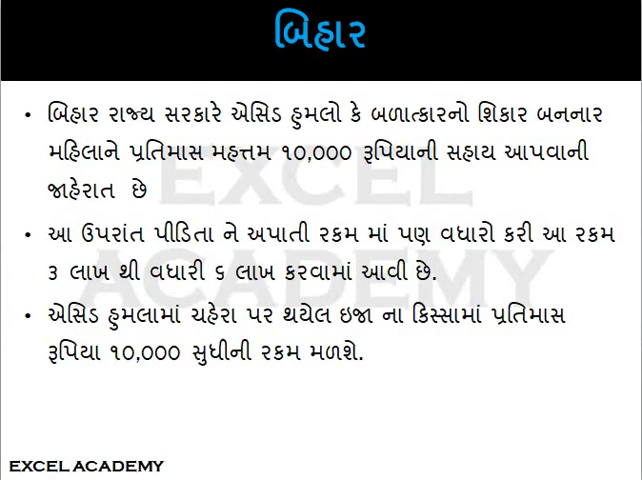 બિહાર
• બિહાર રાજ્ય સરકારે એસિડ હુમલો કે બળાત્કારનો શિકાર બનનાર
મહિલાને પ્રતિમાસ મહત્તમ ૧૦,૦૦૦ રૂપિયાની સહાય આપવાની
જાહેરાત છે
• આ ઉપરાંત પીડિતા ને અપાતી રકમ માં પણ વધારો કરી આ રકમ
૩ લાખ થી વધારી ૬ લાખ કરવામાં આવી છે.
• એસિડ હુમલામાં ચહેરા પર થયેલ ઇજા ના કિસ્સામાં પ્રતિમાસ
રૂપિયા ૧૦,૦૦૦ સુધીની રકમ મળશે.
EXCEL
ACADEMY
EXCEL ACADEMY